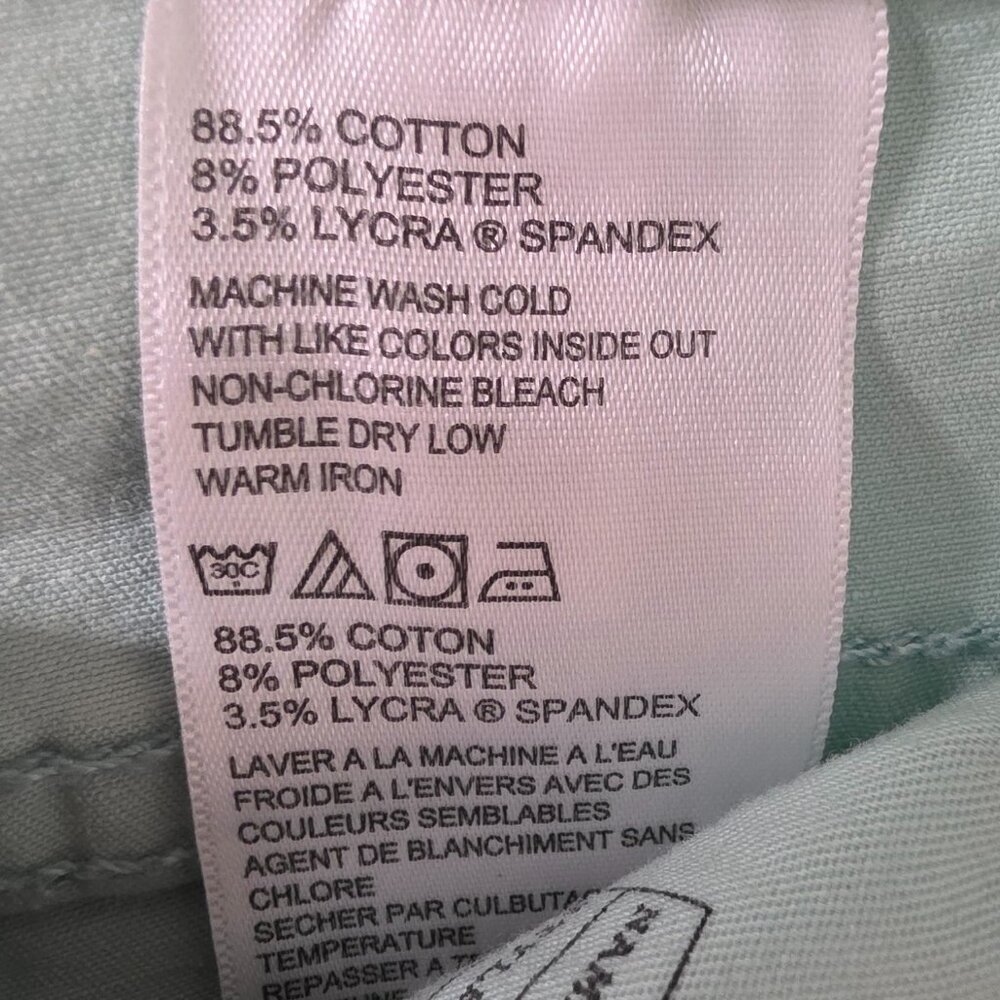 88.5% COTTON
8% POLYESTER
3.5% LYCRA ® SPANDEX
MACHINE WASH COLD
WITH LIKE COLORS INSIDE OUT
NON-CHLORINE BLEACH
TUMBLE DRY LOW
WARM IRON
30C
88.5% COTON
8% POLYESTER
3.5% LYCRA ® SPANDEX
LAVER A LA MACHINE A L'EAU
FROIDE A L'ENVERS AVEC DES
COULEURS SEMBLABLES
AGENT DE BLANCHIMENT SANS
CHLORE
SECHER PAR
TEMPERATURE
REPASSER A